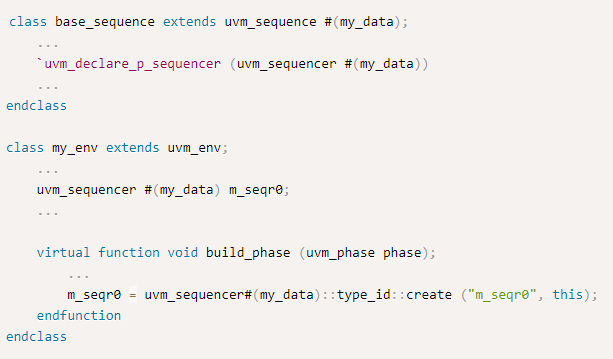 class base_sequence extends uvm_sequence #(my_data);
...
`uvm_declare_p_sequencer (uvm_sequencer #(my_data))
...
endclass
class my_env extends uvm_env;
...
uvm_sequencer #(my_data) m_seqr0;
...
virtual function void build_phase (uvm_phase phase);
...
m_seqr0 = uvm_sequencer#(my_data)::type_id::create ("m_seqr0", this);
endfunction
endclass